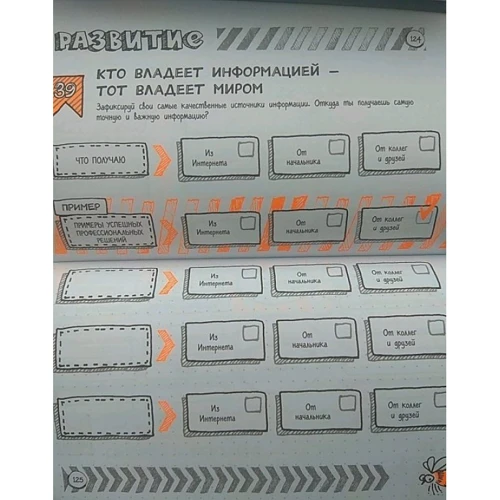 РАЗВИТИЕ
124
39
КТО ВЛАДЕЕТ ИНФОРМАЦИЕЙ –
ТОТ ВЛАДЕЕТ МИРОМ
Зафиксируй свои самые качественные источники информации. Откуда ты получаешь самую
точную и важную информацию?
ЧТО ПОЛУЧАЮ
Из
Интернета
От
начальника
От коллег
и друзей
ПРИМЕР
ПРИМЕРЫ УСПЕШНЫХ
ПРОФЕССИОНАЛЬНЫХ
РЕШЕНИЙ
Из
Интернета
От
начальника
От коллег
и друзей
Из
Интернета
От
начальника
От коллег
и друзей
Из
Интернета
От
начальника
От коллег
и друзей
Из
Интернета
От
начальника
От коллег
и друзей
125